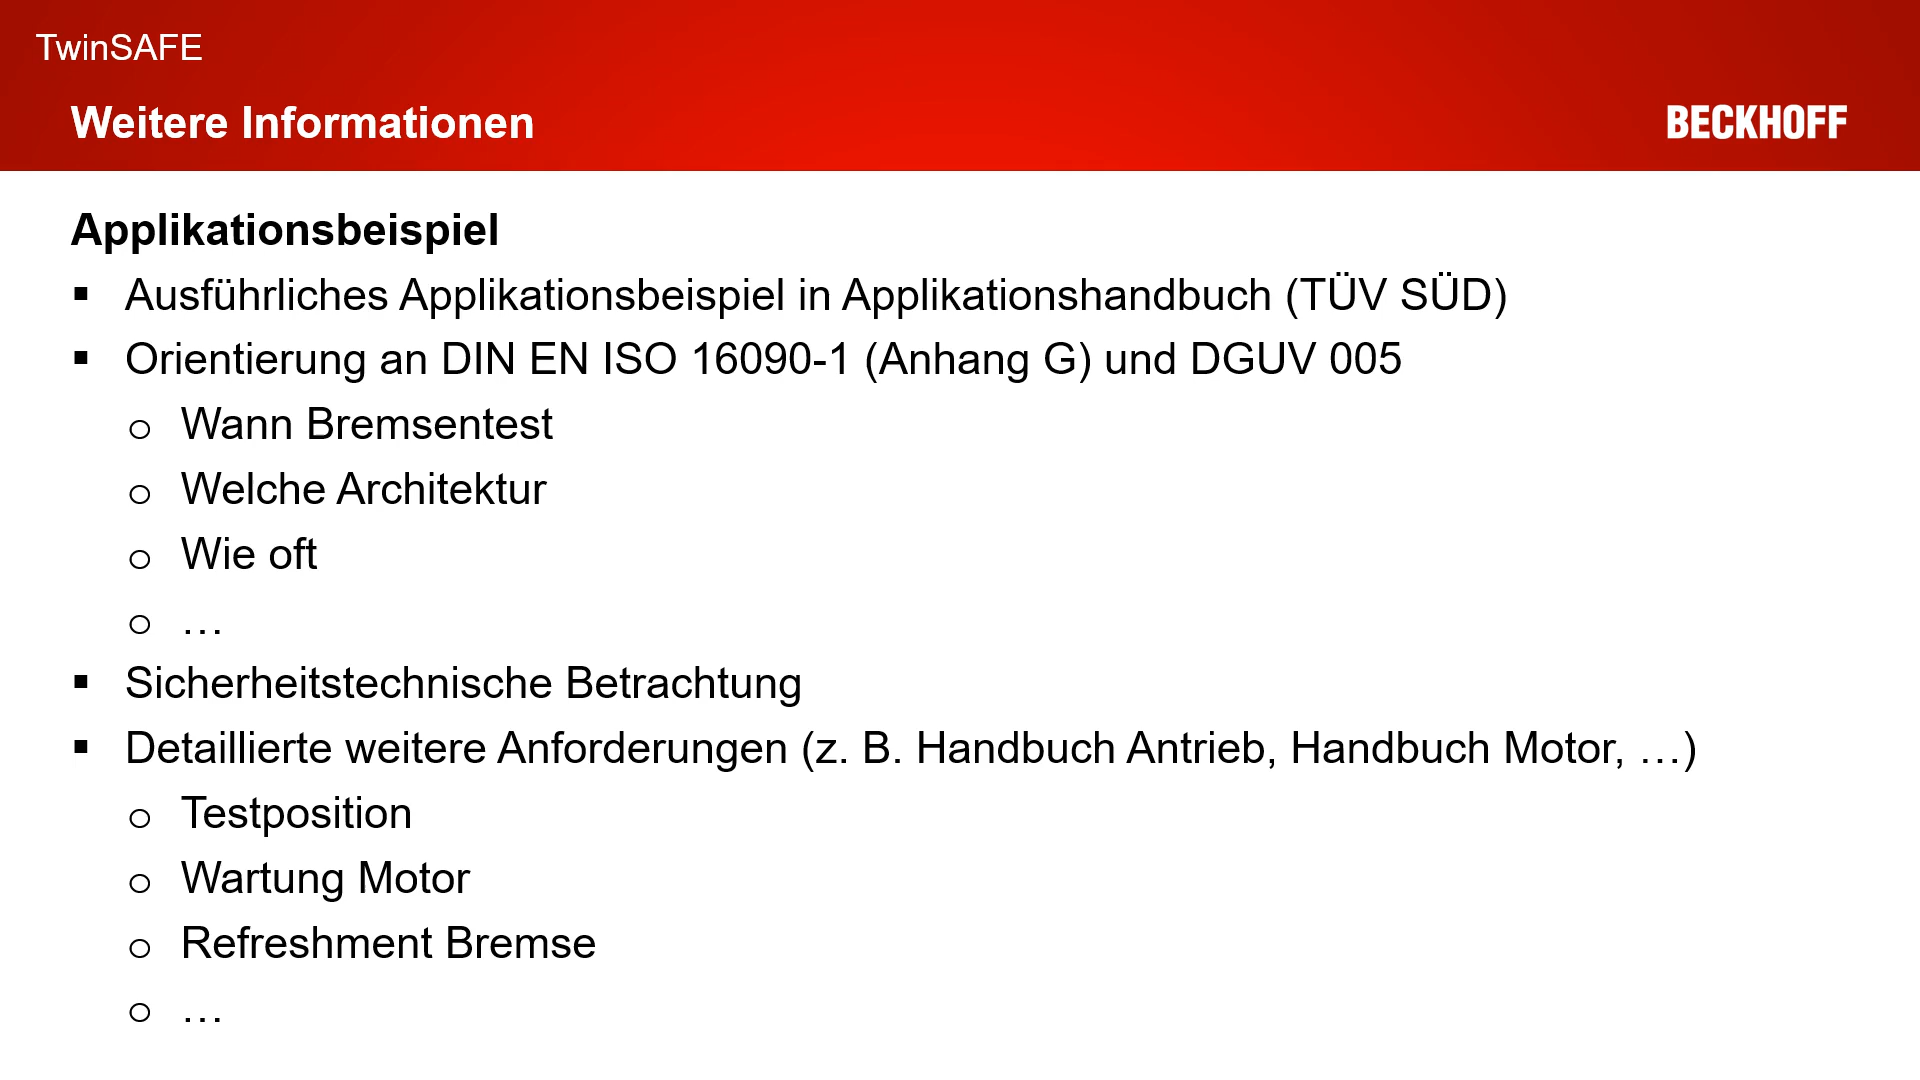 TwinSAFE
Weitere Informationen
BECKHOFF
Applikationsbeispiel
▪ Ausführliches Applikationsbeispiel in Applikationshandbuch (TÜV SÜD)
▪ Orientierung an DIN EN ISO 16090-1 (Anhang G) und DGUV 005
o Wann Bremsentest
o Welche Architektur
o Wie oft
o …
▪ Sicherheitstechnische Betrachtung
▪ Detaillierte weitere Anforderungen (z. B. Handbuch Antrieb, Handbuch Motor, …)
o Testposition
o Wartung Motor
o Refreshment Bremse
o …